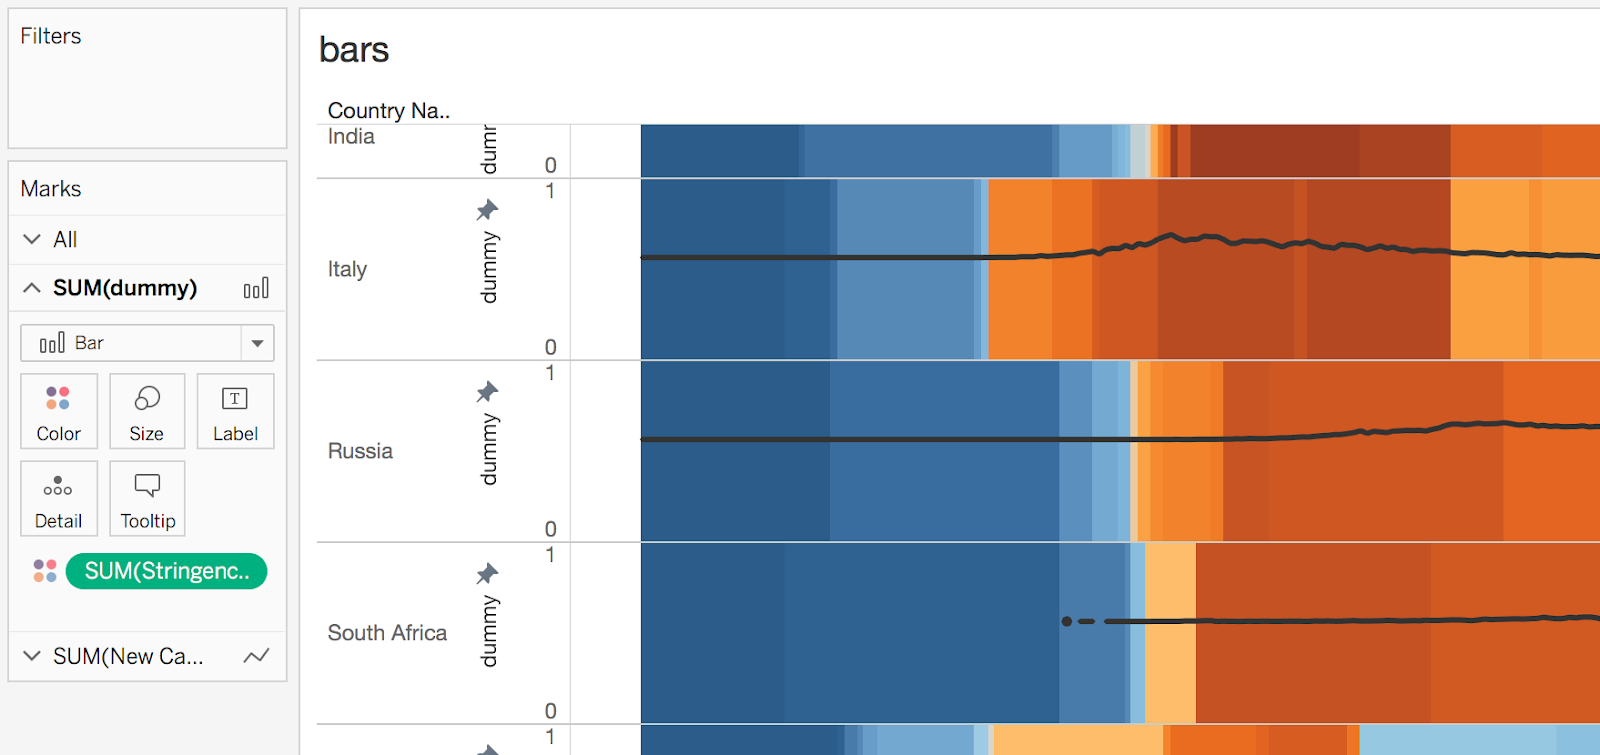 Filters
Marks
All
SUM(dummy)
Bar
Color
Size
T
Label
Detail
Tooltip
SUM(Stringenc..
SUM(New Ca...
bars
Country Na..
India
0
Italy
dummy
1
0
Russia
dummy
1
0
South Africa
dummy
1
0
1